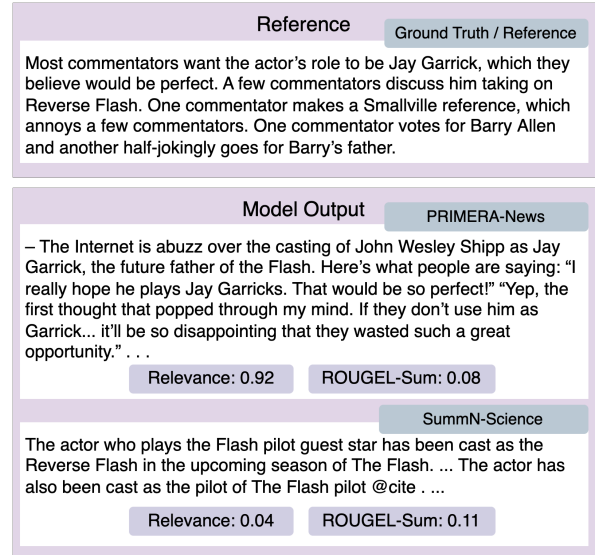 Reference
Ground Truth / Reference
Most commentators want the actor’s role to be Jay Garrick, which they
believe would be perfect. A few commentators discuss him taking on
Reverse Flash. One commentator makes a Smallville reference, which
annoys a few commentators. One commentator votes for Barry Allen
and another half-jokingly goes for Barry’s father.
Model Output
PRIMERA-News
– The Internet is abuzz over the casting of John Wesley Shipp as Jay
Garrick, the future father of the Flash. Here’s what people are saying: “I
really hope he plays Jay Garricks. That would be so perfect!” “Yep, the
first thought that popped through my mind. If they don’t use him as
Garrick... it’ll be so disappointing that they wasted such a great
opportunity.” . . .
Relevance: 0.92
ROUGEL-Sum: 0.08
SummN-Science
The actor who plays the Flash pilot guest star has been cast as the
Reverse Flash in the upcoming season of The Flash. ... The actor has
also been cast as the pilot of The Flash pilot @cite . ...
Relevance: 0.04
ROUGEL-Sum: 0.11